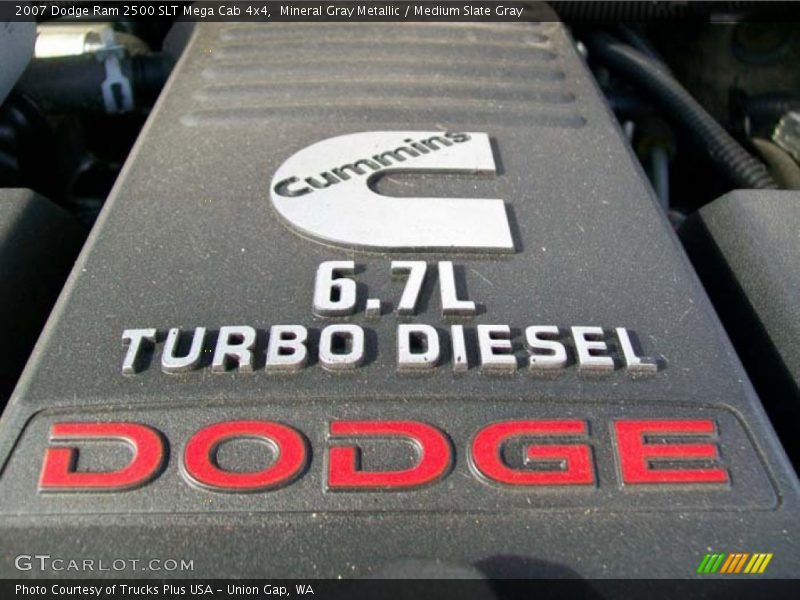 2007 Dodge Ram 2500 SLT Mega Cab 4x4,  Mineral Gray Metallic / Medium Slate Gray
Cummins
6.7L
TURBO DIESEL
DODGE
GTCARLOT.COM
Photo Courtesy of Trucks Plus USA - Union Gap, WA